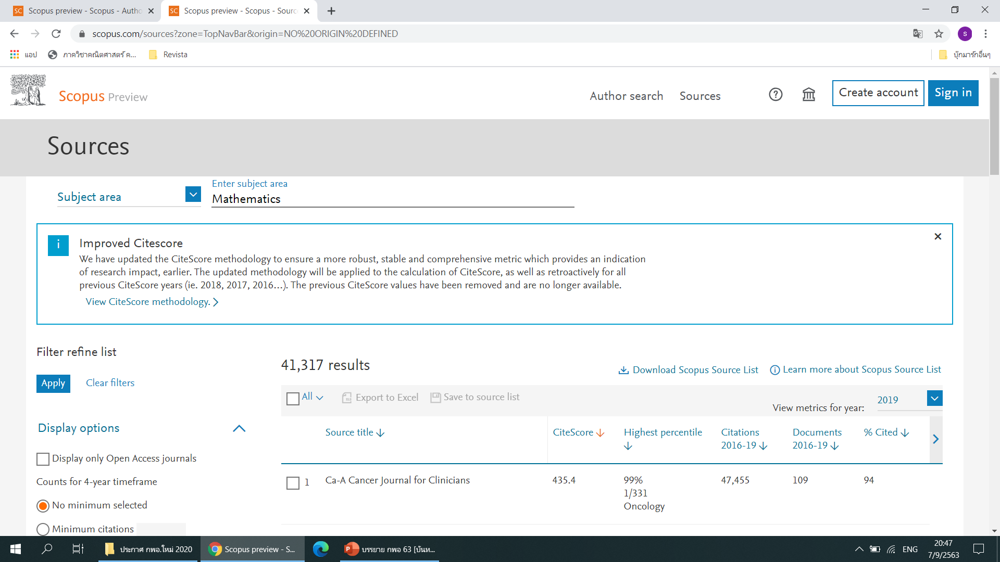 Scopus preview - Scopus - Autho
Scopus preview - Scopus - Sourc
scopus.com/sources?zone=TopNavBar&origin=NO%20ORIGIN%20DEFINED
S
แอป
ภาควิชาคณิตศาสตร์ ค...
Revista
บุ๊กมาร์กอื่นๆ
Scopus Preview
Author search
Sources
Create account
Sign in
Sources
Subject area
Enter subject area
Mathematics
i
Improved Citescore
We have updated the CiteScore methodology to ensure a more robust, stable and comprehensive metric which provides an indication
of research impact, earlier. The updated methodology will be applied to the calculation of CiteScore, as well as retroactively for all
previous CiteScore years (ie. 2018, 2017, 2016...). The previous CiteScore values have been removed and are no longer available.
View CiteScore methodology.
Filter refine list
Apply
Clear filters
Display options
Display only Open Access journals
Counts for 4-year timeframe
No minimum selected
Minimum citations
41,317 results
Download Scopus Source List
Learn more about Scopus Source List
All
Export to Excel
Save to source list
View metrics for year:
2019
Source title
CiteScore
Highest percentile
Citations
2016-19
Documents
2016-19
% Cited
1
Ca-A Cancer Journal for Clinicians
435.4
99%
1/331
Oncology
47,455
109
94
ประกาศ กพอ.ใหม่ 2020
Scopus preview - S...
บรรยาย กพอ 63 [บันท...
ENG
20:47
7/9/2563